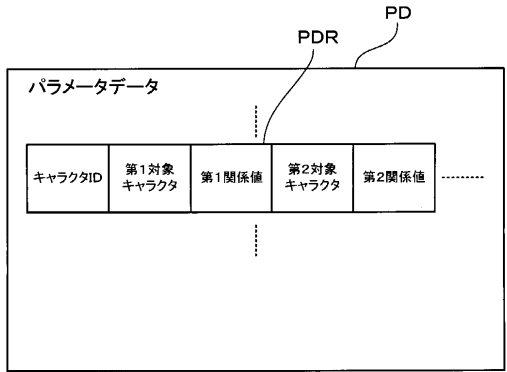 PD
PDR
パラメータデータ
キャラクタID
第1対象
キャラクタ
第1関係値
第2対象
キャラクタ
第2関係値